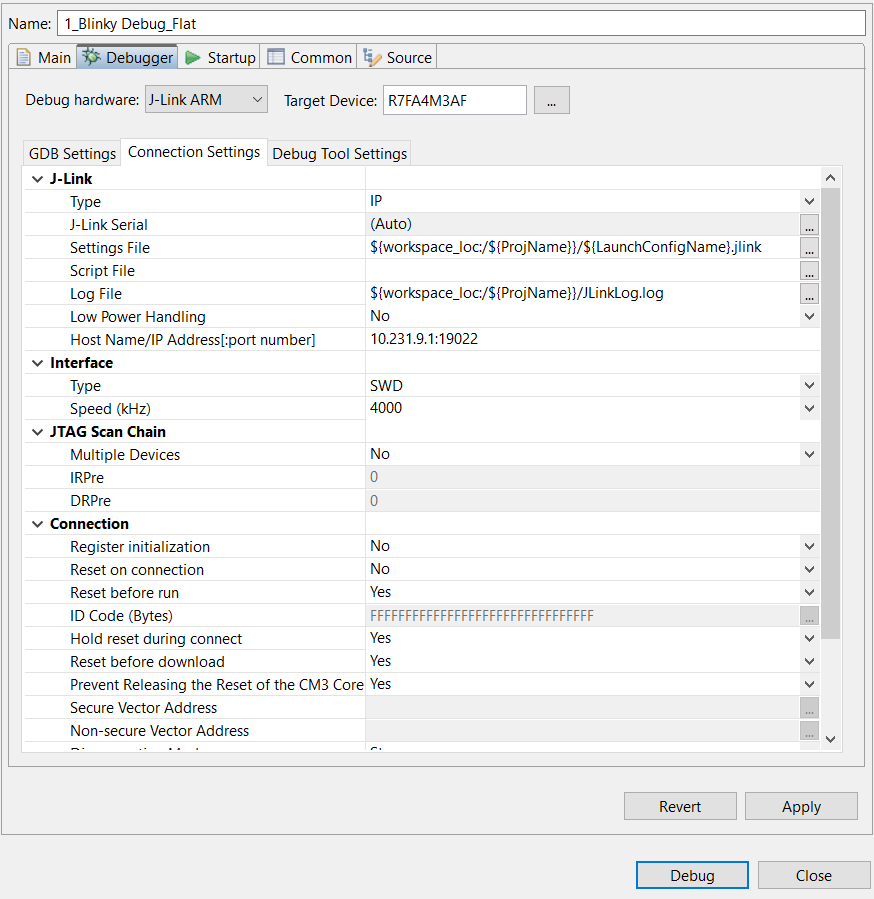 Name: 1_Blinky Debug_Flat
Main Debugger Startup Common Source
Debug hardware: J-Link ARM Target Device: R7FA4M3AF ...
GDB Settings Connection Settings Debug Tool Settings
J-Link
Type IP
J-Link Serial (Auto) ...
Settings File ${workspace_loc:/${ProjName}}/${LaunchConfigName}.jlink ...
Script File ...
Log File ${workspace_loc:/${ProjName}}/JLinkLog.log ...
Low Power Handling No
Host Name/IP Address[:port number] 10.231.9.1:19022
Interface
Type SWD
Speed (kHz) 4000
JTAG Scan Chain
Multiple Devices No
IRPre 0
DRPre 0
Connection
Register initialization No
Reset on connection No
Reset before run Yes
ID Code (Bytes) FFFFFFFFFFFFFFFFFFFFFFFFFFFFFFFF ...
Hold reset during connect Yes
Reset before download Yes
Prevent Releasing the Reset of the CM3 Core Yes
Secure Vector Address ...
Non-secure Vector Address ...
Revert Apply
Debug Close